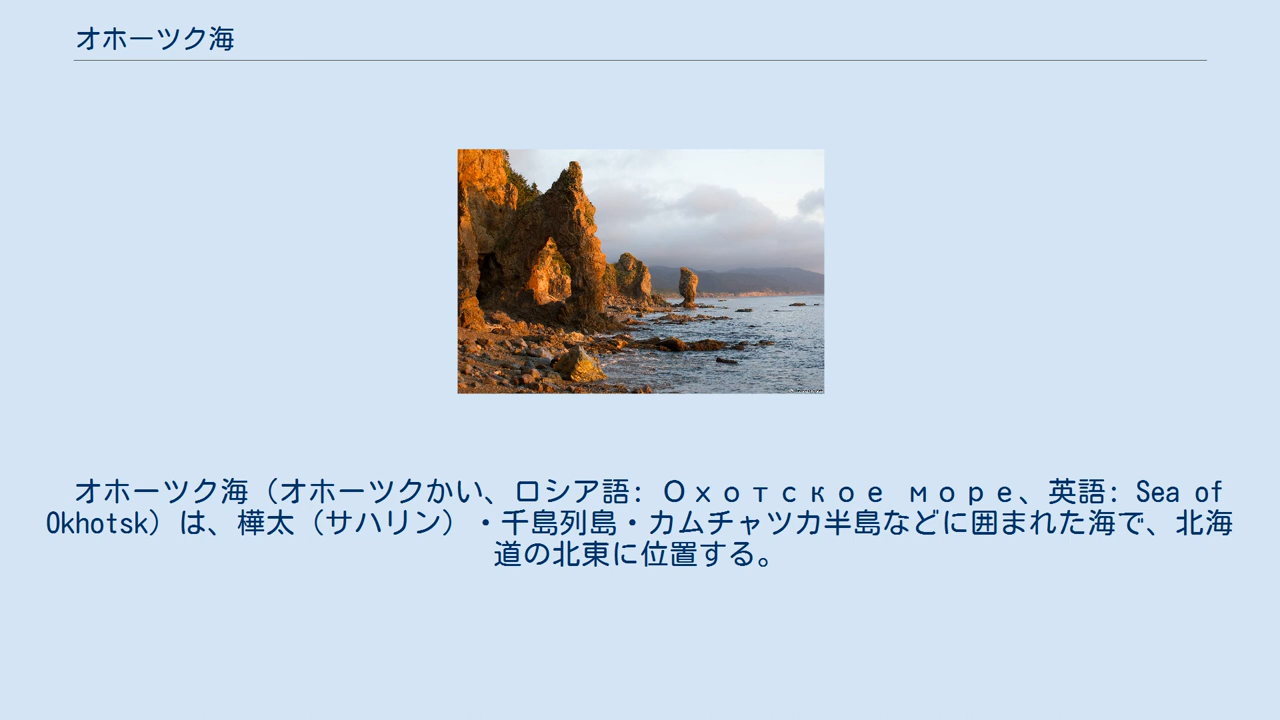 オホーツク海
オホーツク海（オホーツクかい、ロシア語: Охотское море、英語: Sea of
Okhotsk）は、樺太（サハリン）・千島列島・カムチャツカ半島などに囲まれた海で、北海
道の北東に位置する。